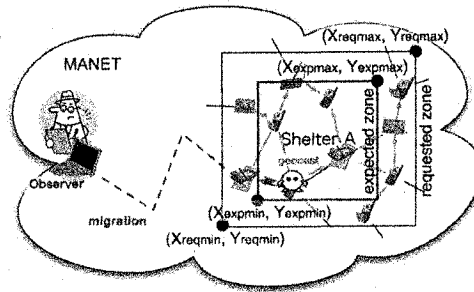 (Xreqmax, Yreqmax)
MANET
(Xexpmax, Yexpmax)
Shelter A
geocast
expected zone
requested zone
Observer
migration
(Xexpmin, Yexpmin)
(Xreqmin, Yreqmin)